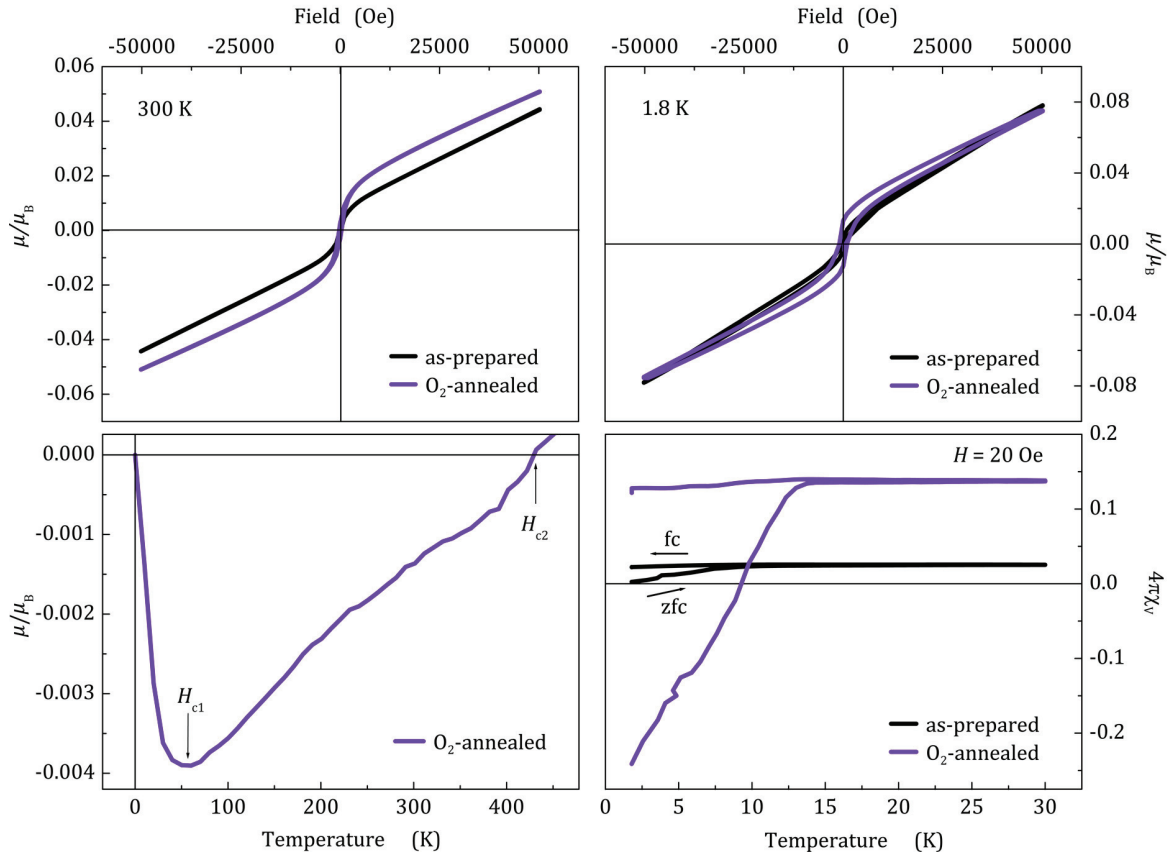 Field (Oe)
-50000 -25000 0 25000 50000
0.06
0.04
0.02
0.00
-0.02
-0.04
-0.06
μ/μB
300 K
as-prepared
O2-annealed
Field (Oe)
-50000 -25000 0 25000 50000
1.8 K
0.08
0.04
0.00
-0.04
-0.08
μ/μB
as-prepared
O2-annealed
0.000
-0.001
-0.002
-0.003
-0.004
μ/μB
Hc1
Hc2
O2-annealed
0 100 200 300 400
Temperature (K)
H = 20 Oe
0.2
0.1
0.0
-0.1
-0.2
4πχV
fc
zfc
as-prepared
O2-annealed
0 5 10 15 20 25 30
Temperature (K)